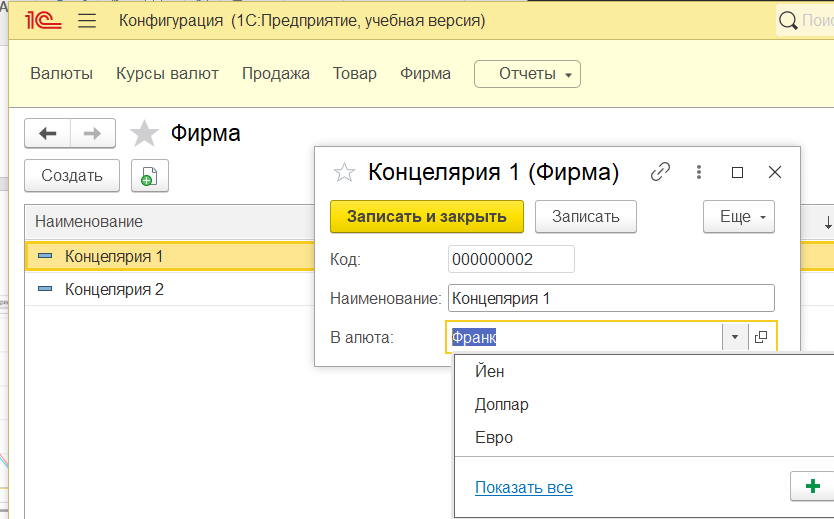 1С Конфигурация (1С:Предприятие, учебная версия) Поис
Валюты Курсы валют Продажа Товар Фирма Отчеты
Фирма
Создать
Наименование
Концелярия 1
Концелярия 2
Концелярия 1 (Фирма)
Записать и закрыть Записать Еще
Код: 000000002
Наименование: Концелярия 1
В алюта: Франк
Йен
Доллар
Евро
Показать все